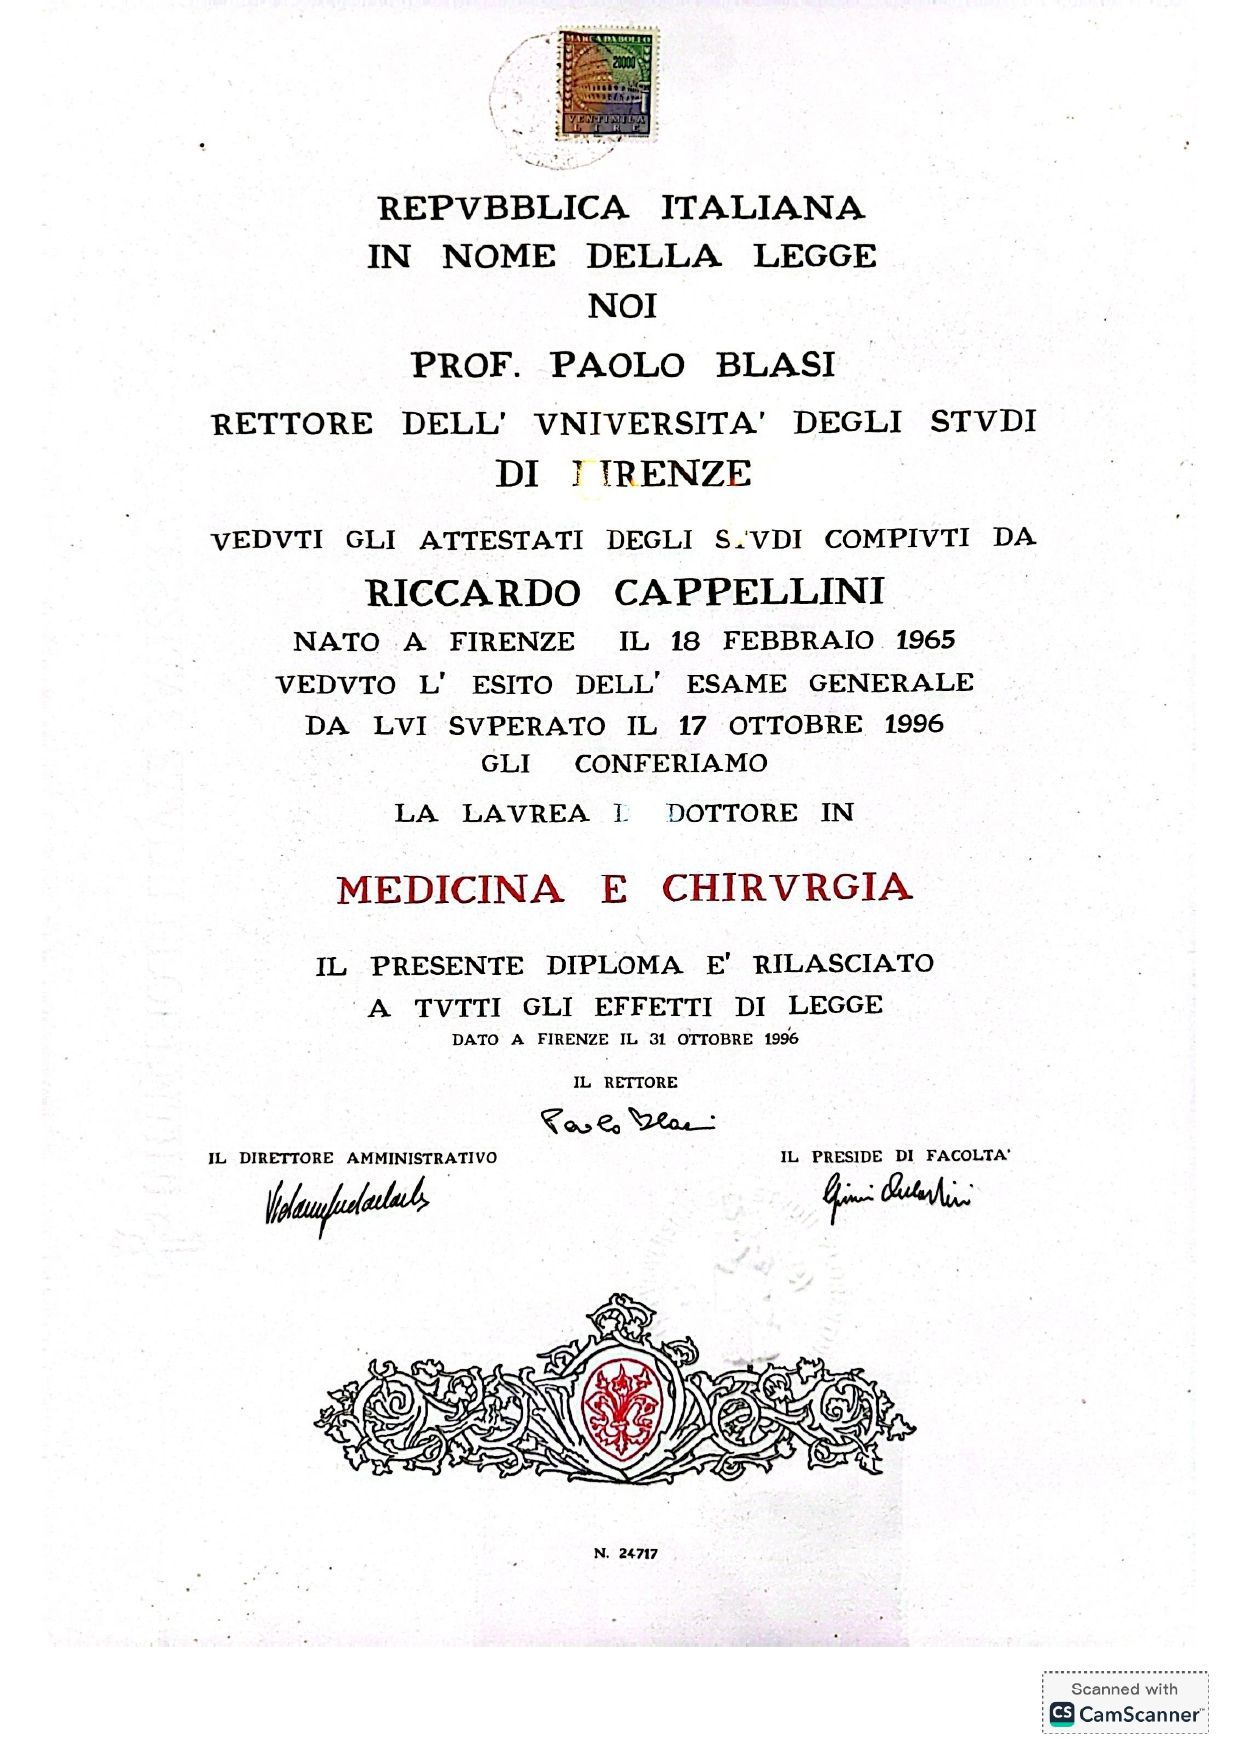 MARCA DA BOLLO
20000
VENTIMILA
LIRE
REPVBBLICA ITALIANA
IN NOME DELLA LEGGE
NOI
PROF. PAOLO BLASI
RETTORE DELL' VNIVERSITA' DEGLI STVDI
DI FIRENZE
VEDVTI GLI ATTESTATI DEGLI STVDI COMPIVTI DA
RICCARDO CAPPELLINI
NATO A FIRENZE IL 18 FEBBRAIO 1965
VEDVTO L' ESITO DELL' ESAME GENERALE
DA LVI SVPERATO IL 17 OTTOBRE 1996
GLI CONFERIAMO
LA LAVREA DOTTORE IN
MEDICINA E CHIRVRGIA
IL PRESENTE DIPLOMA E' RILASCIATO
A TVTTI GLI EFFETTI DI LEGGE
DATO A FIRENZE IL 31 OTTOBRE 1996
IL RETTORE
Paolo Blasi
IL DIRETTORE AMMINISTRATIVO
IL PRESIDE DI FACOLTA'
N. 24717
Scanned with
CS CamScanner